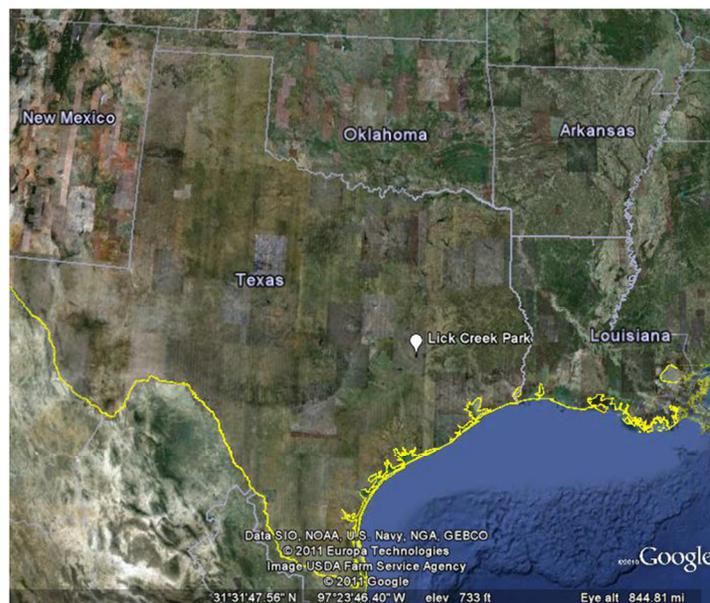 New Mexico
Oklahoma
Arkansas
Texas
Lick Creek Park
Louisiana
Data SIO, NOAA, U.S. Navy, NGA, GEBCO
© 2011 Europa Technologies
Image USDA Farm Service Agency
© 2011 Google
©2010 Google
31°31'47.56" N 97°23'46.40" W elev 733 ft Eye alt 844.81 mi